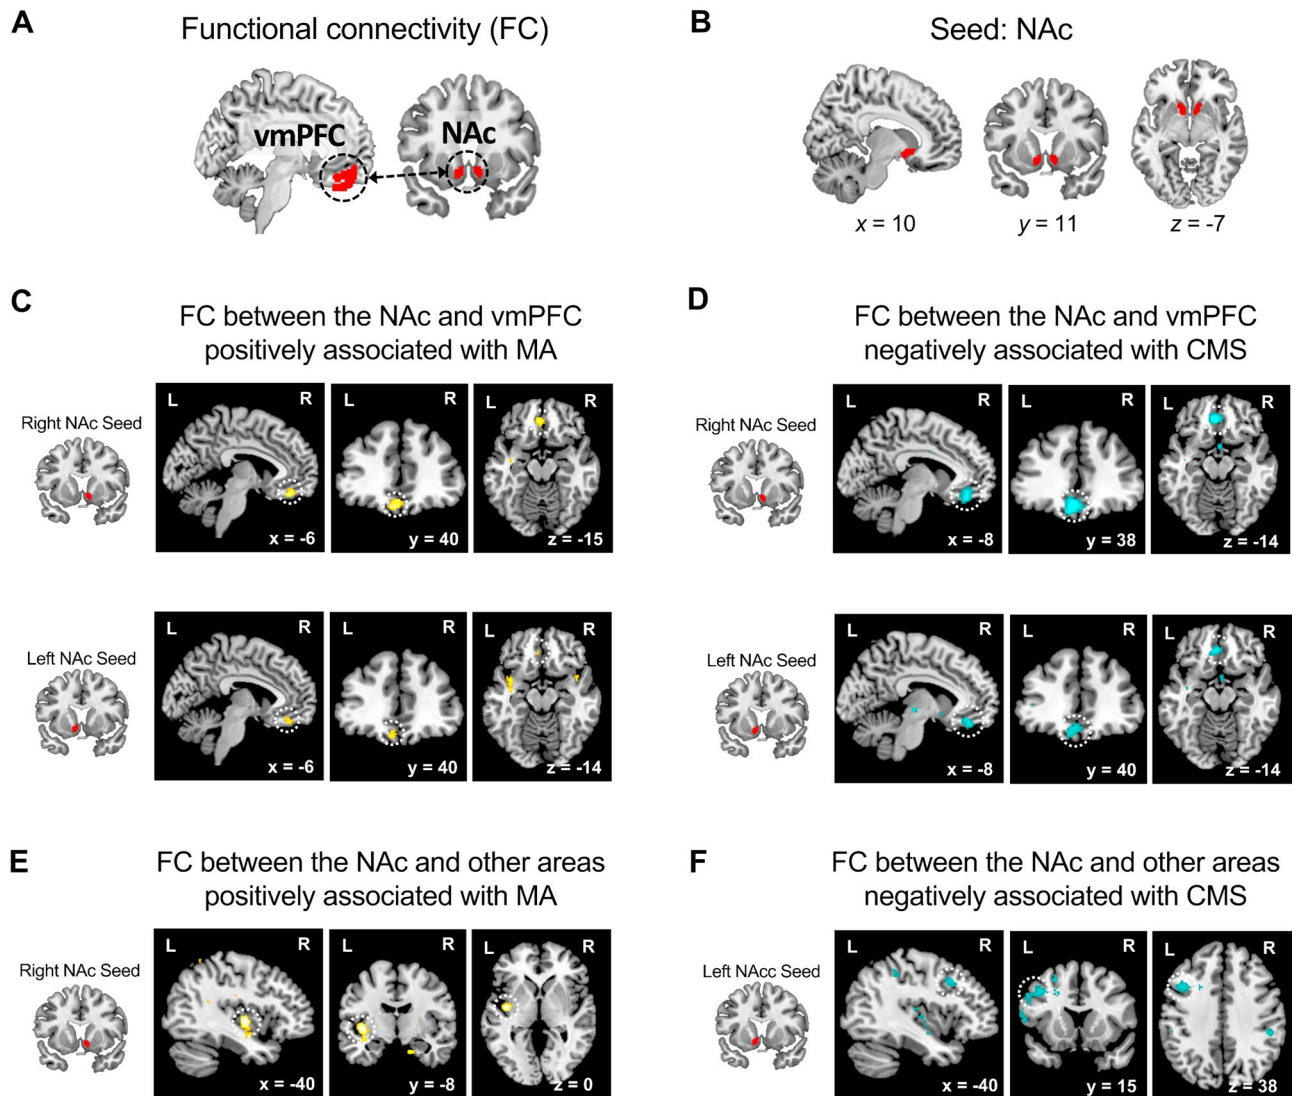 A
Functional connectivity (FC)
vmPFC
NAc
B
Seed: NAc
x = 10
y = 11
z = -7
C
FC between the NAc and vmPFC
positively associated with MA
Right NAc Seed
L
R
x = -6
L
R
y = 40
L
R
z = -15
Left NAc Seed
L
R
x = -6
L
R
y = 40
L
R
z = -14
D
FC between the NAc and vmPFC
negatively associated with CMS
Right NAc Seed
L
R
x = -8
L
R
y = 38
L
R
z = -14
Left NAc Seed
L
R
x = -8
L
R
y = 40
L
R
z = -14
E
FC between the NAc and other areas
positively associated with MA
Right NAc Seed
L
R
x = -40
L
R
y = -8
L
R
z = 0
F
FC between the NAc and other areas
negatively associated with CMS
Left NAcc Seed
L
R
x = -40
L
R
y = 15
L
R
z = 38